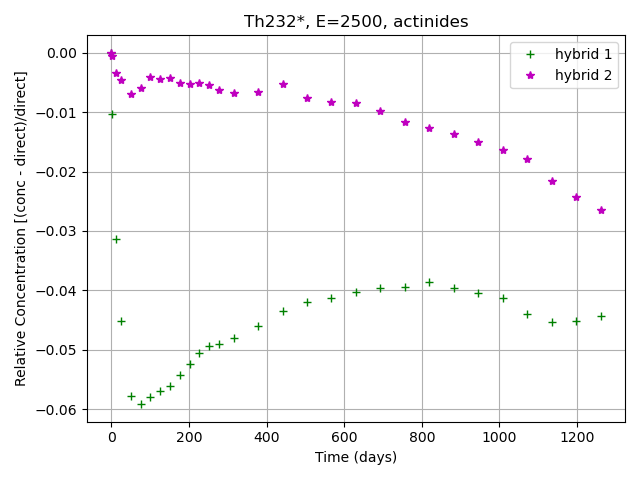 Th232*, E=2500, actinides
hybrid 1
hybrid 2
Relative Concentration [(conc - direct)/direct]
0.00
−0.01
−0.02
−0.03
−0.04
−0.05
−0.06
0 200 400 600 800 1000 1200
Time (days)